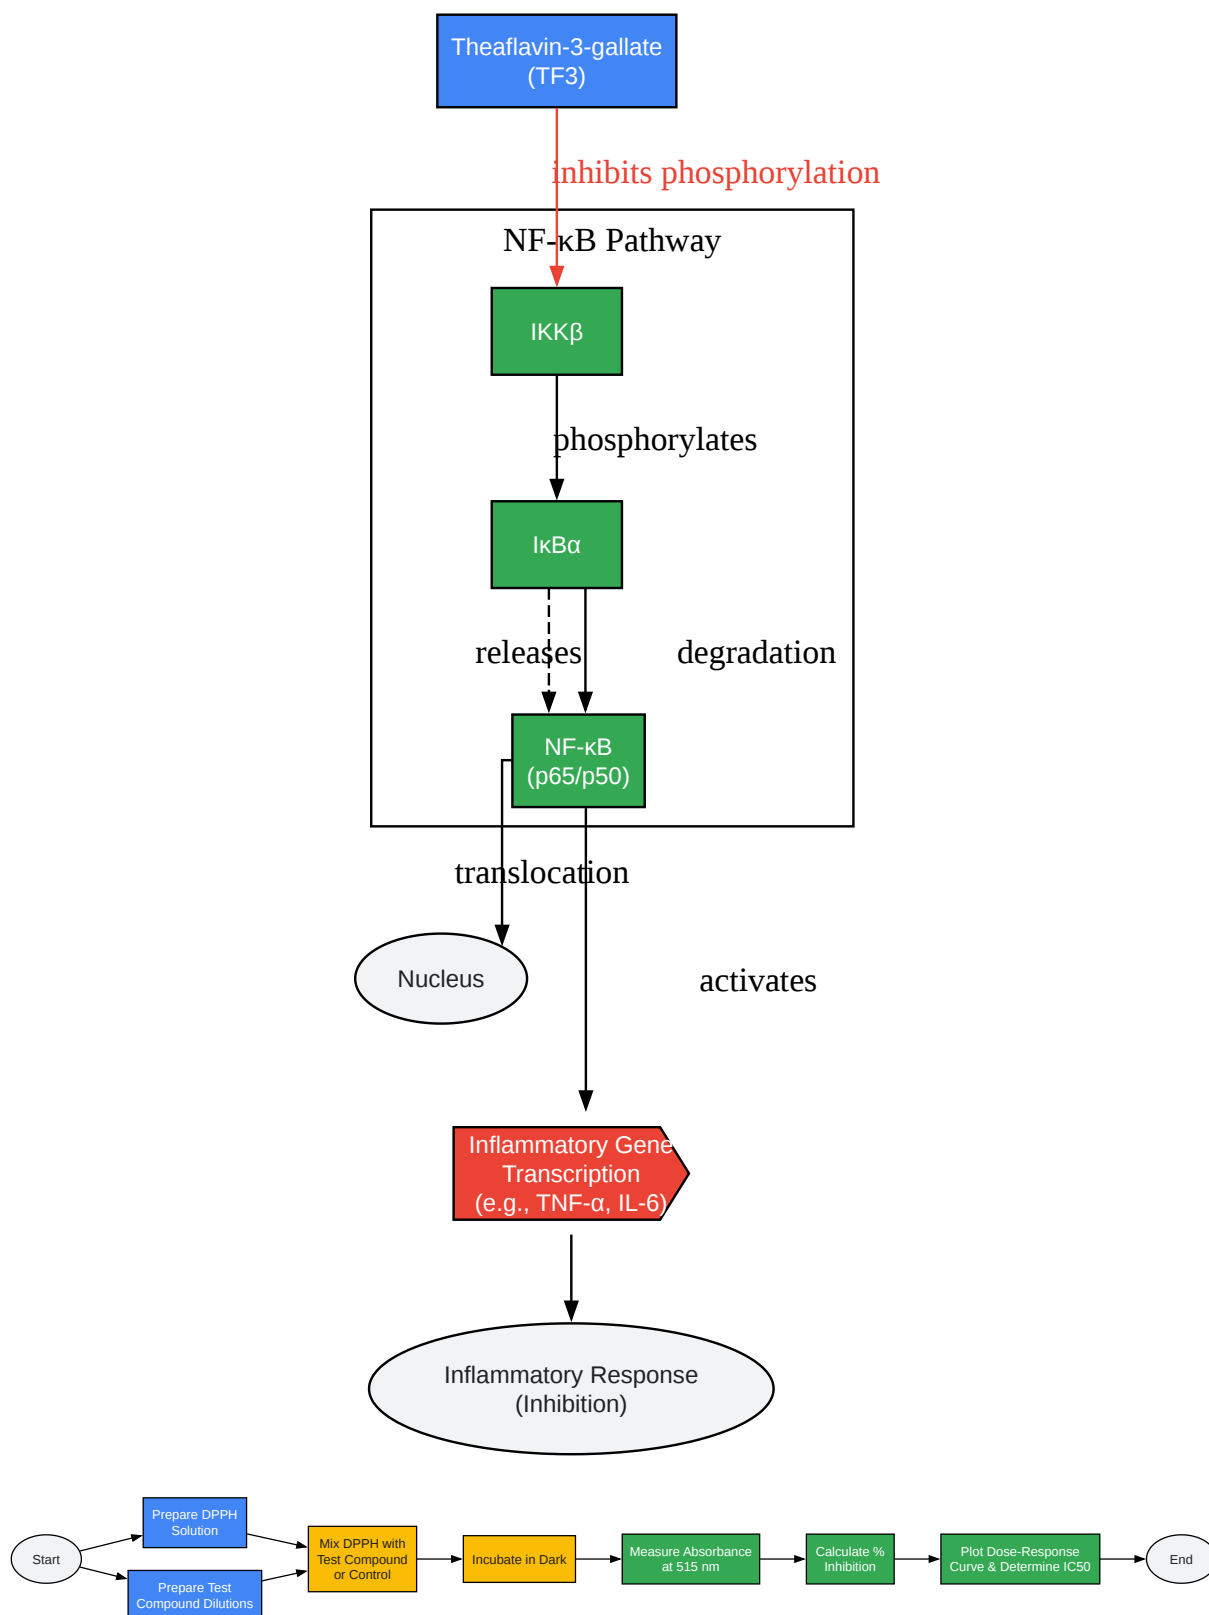 Theaflavin-3-gallate
(TF3)
inhibits phosphorylation
NF-κB Pathway
IKKβ
phosphorylates
IκBα
releases
degradation
NF-κB
(p65/p50)
translocation
Nucleus
activates
Inflammatory Gene
Transcription
(e.g., TNF-α, IL-6)
Inflammatory Response
(Inhibition)
Start
Prepare DPPH
Solution
Prepare Test
Compound Dilutions
Mix DPPH with
Test Compound
or Control
Incubate in Dark
Measure Absorbance
at 515 nm
Calculate %
Inhibition
Plot Dose-Response
Curve & Determine IC50
End